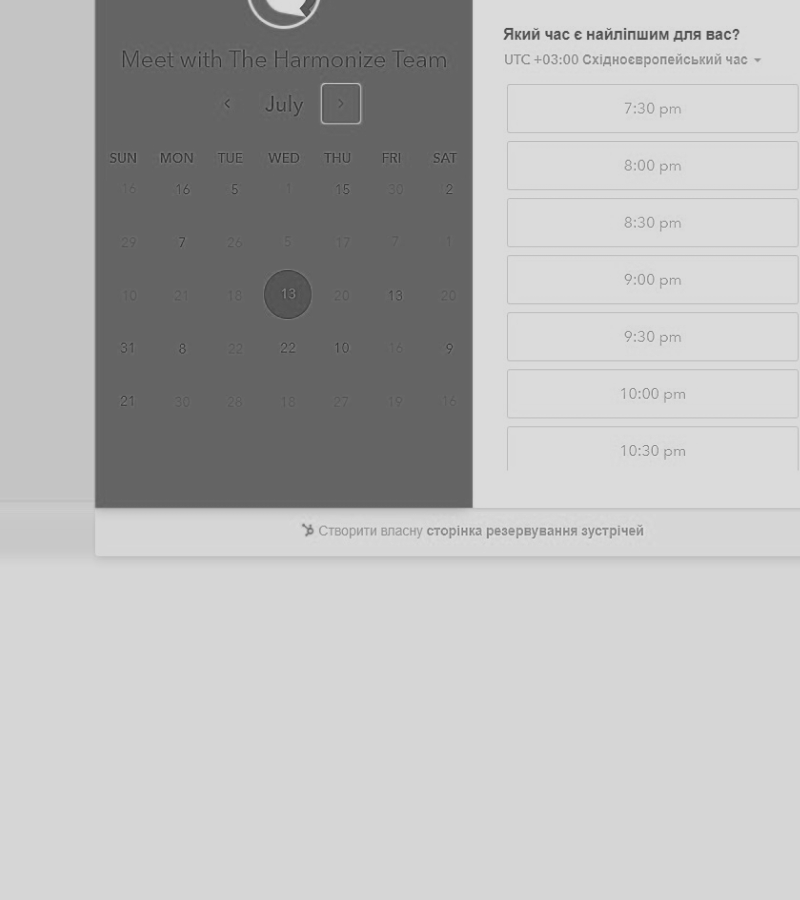 Meet with The Harmonize Team
July
SUN MON TUE WED THU FRI SAT
16 16 5 1 15 30 2
29 7 26 5 17 7 1
10 21 18 13 20 13 20
31 8 22 22 10 16 9
21 30 28 18 27 19 16
Який час є найліпшим для вас?
UTC +03:00 Східноєвропейський час
7:30 pm
8:00 pm
8:30 pm
9:00 pm
9:30 pm
10:00 pm
10:30 pm
Створити власну сторінка резервування зустрічей